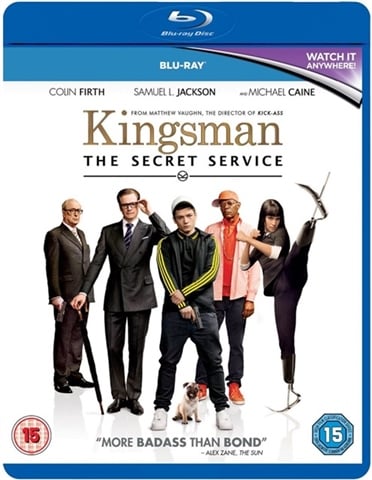 Blu-ray Disc
BLU-RAY™
WATCH IT
ANYWHERE!
COLIN FIRTH SAMUEL L. JACKSON AND MICHAEL CAINE
FROM MATTHEW VAUGHN, THE DIRECTOR OF KICK-ASS
Kingsman
THE SECRET SERVICE
15
"MORE BADASS THAN BOND"
- ALEX ZANE, THE SUN
15